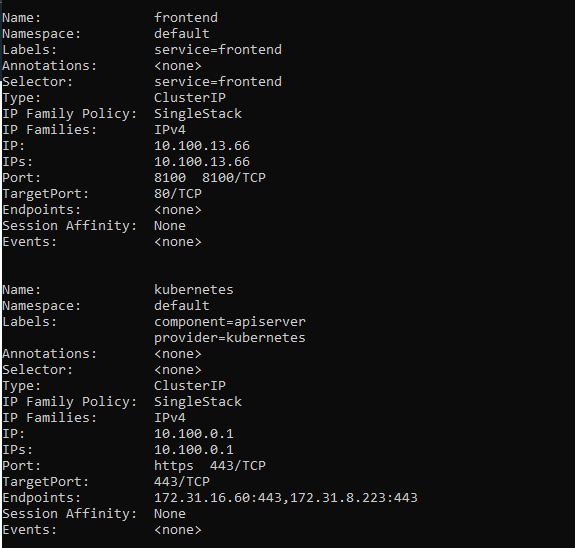 Name: frontend
Namespace: default
Labels: service=frontend
Annotations: <none>
Selector: service=frontend
Type: ClusterIP
IP Family Policy: SingleStack
IP Families: IPv4
IP: 10.100.13.66
IPs: 10.100.13.66
Port: 8100 8100/TCP
TargetPort: 80/TCP
Endpoints: <none>
Session Affinity: None
Events: <none>
Name: kubernetes
Namespace: default
Labels: component=apiserver
provider=kubernetes
Annotations: <none>
Selector: <none>
Type: ClusterIP
IP Family Policy: SingleStack
IP Families: IPv4
IP: 10.100.0.1
IPs: 10.100.0.1
Port: https 443/TCP
TargetPort: 443/TCP
Endpoints: 172.31.16.60:443,172.31.8.223:443
Session Affinity: None
Events: <none>